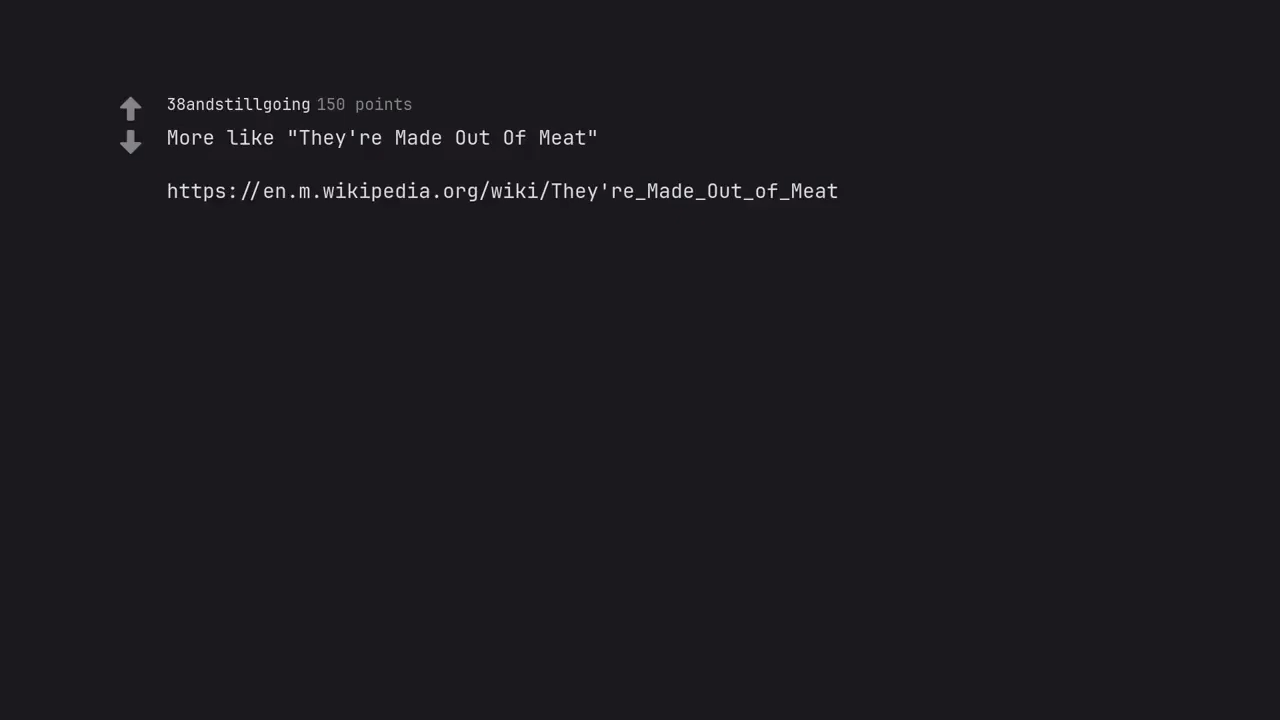 38andstillgoing 150 points
More like "They're Made Out Of Meat"
https://en.m.wikipedia.org/wiki/They're_Made_Out_of_Meat